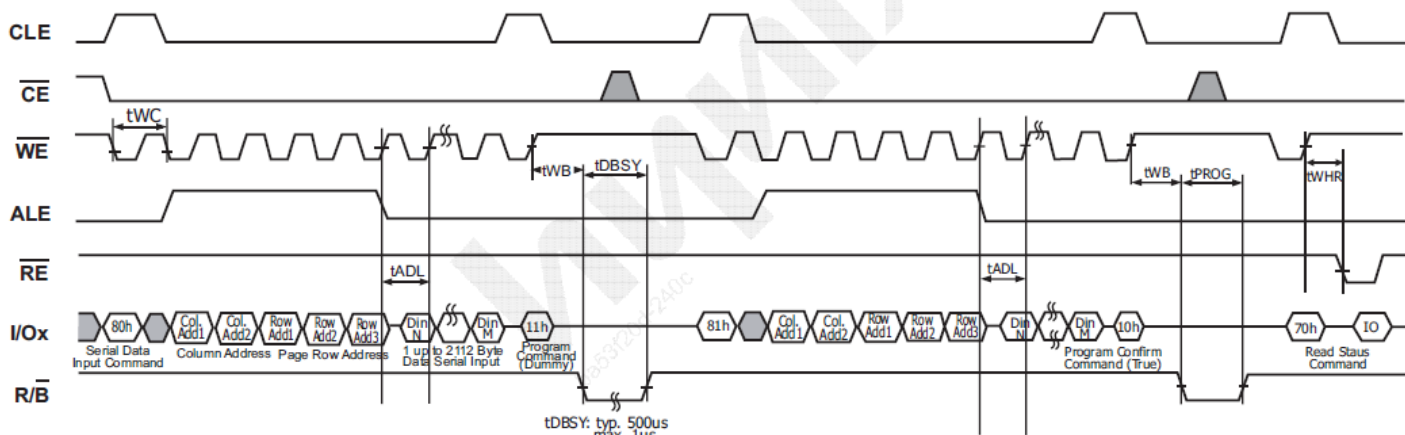 CLE
CE
tWC
WE
tWB
tDBSY
tWB
tPROG
tWHR
ALE
RE
tADL
tADL
I/Ox
80h
Col. Add1
Col. Add2
Row Add1
Row Add2
Row Add3
Din N
Din M
11h
81h
Col. Add1
Col. Add2
Row Add1
Row Add2
Row Add3
Din N
Din M
10h
70h
IO
Serial Data
Input Command
Column Address
Page Row Address
1 up to 2112 Byte
Data Serial Input
Program
Command
(Dummy)
Program Confirm
Command (True)
Read Staus
Command
R/B
tDBSY: typ. 500us
max. 1us